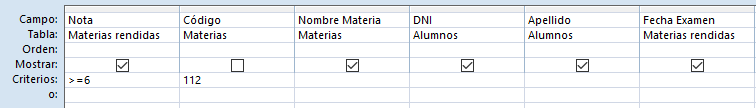 Campo: Nota Código Nombre Materia DNI Apellido Fecha Examen
Tabla: Materias rendidas Materias Materias Alumnos Alumnos Materias rendidas
Orden:
Mostrar:
Criterios: >=6 112
o: